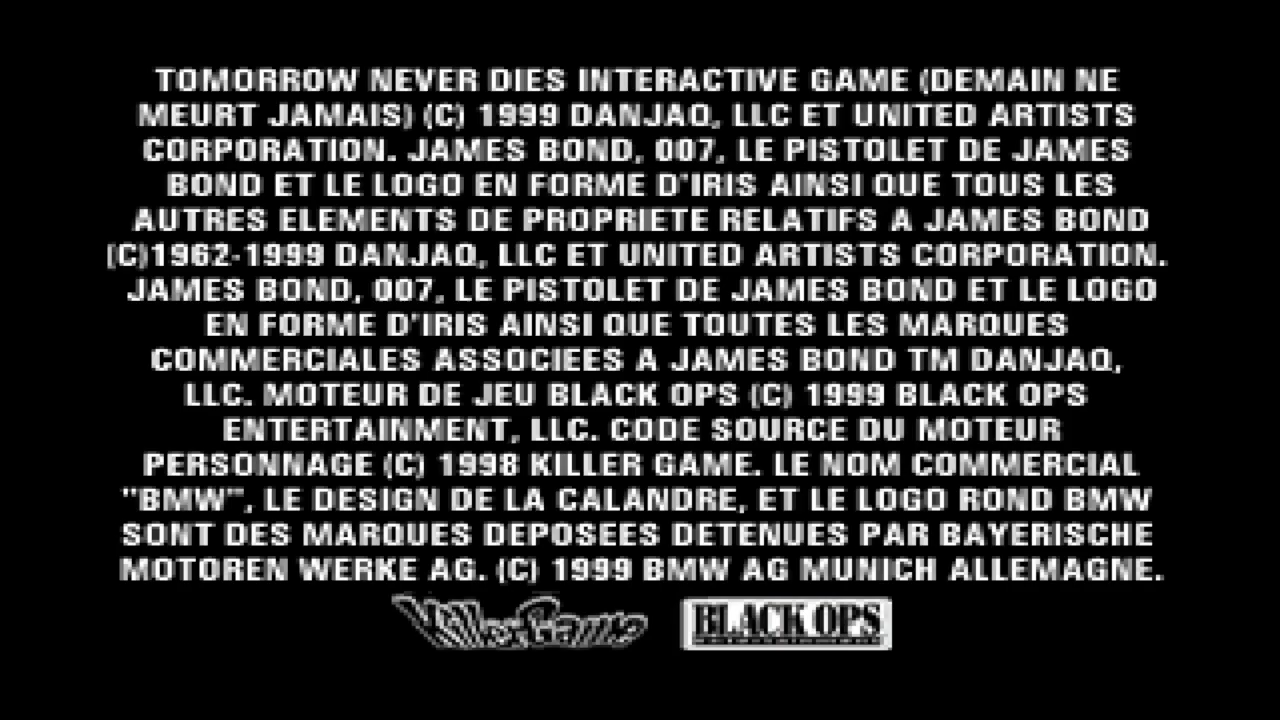 TOMORROW NEVER DIES INTERACTIVE GAME (DEMAIN NE
MEURT JAMAIS) (C) 1999 DANJAQ, LLC ET UNITED ARTISTS
CORPORATION. JAMES BOND, 007, LE PISTOLET DE JAMES
BOND ET LE LOGO EN FORME D'IRIS AINSI QUE TOUS LES
AUTRES ELEMENTS DE PROPRIETE RELATIFS A JAMES BOND
(C)1962-1999 DANJAQ, LLC ET UNITED ARTISTS CORPORATION.
JAMES BOND, 007, LE PISTOLET DE JAMES BOND ET LE LOGO
EN FORME D'IRIS AINSI QUE TOUTES LES MARQUES
COMMERCIALES ASSOCIEES A JAMES BOND TM DANJAQ,
LLC. MOTEUR DE JEU BLACK OPS (C) 1999 BLACK OPS
ENTERTAINMENT, LLC. CODE SOURCE DU MOTEUR
PERSONNAGE (C) 1998 KILLER GAME. LE NOM COMMERCIAL
"BMW", LE DESIGN DE LA CALANDRE, ET LE LOGO ROND BMW
SONT DES MARQUES DEPOSEES DETENUES PAR BAYERISCHE
MOTOREN WERKE AG. (C) 1999 BMW AG MUNICH ALLEMAGNE.
Killer Game BLACK OPS